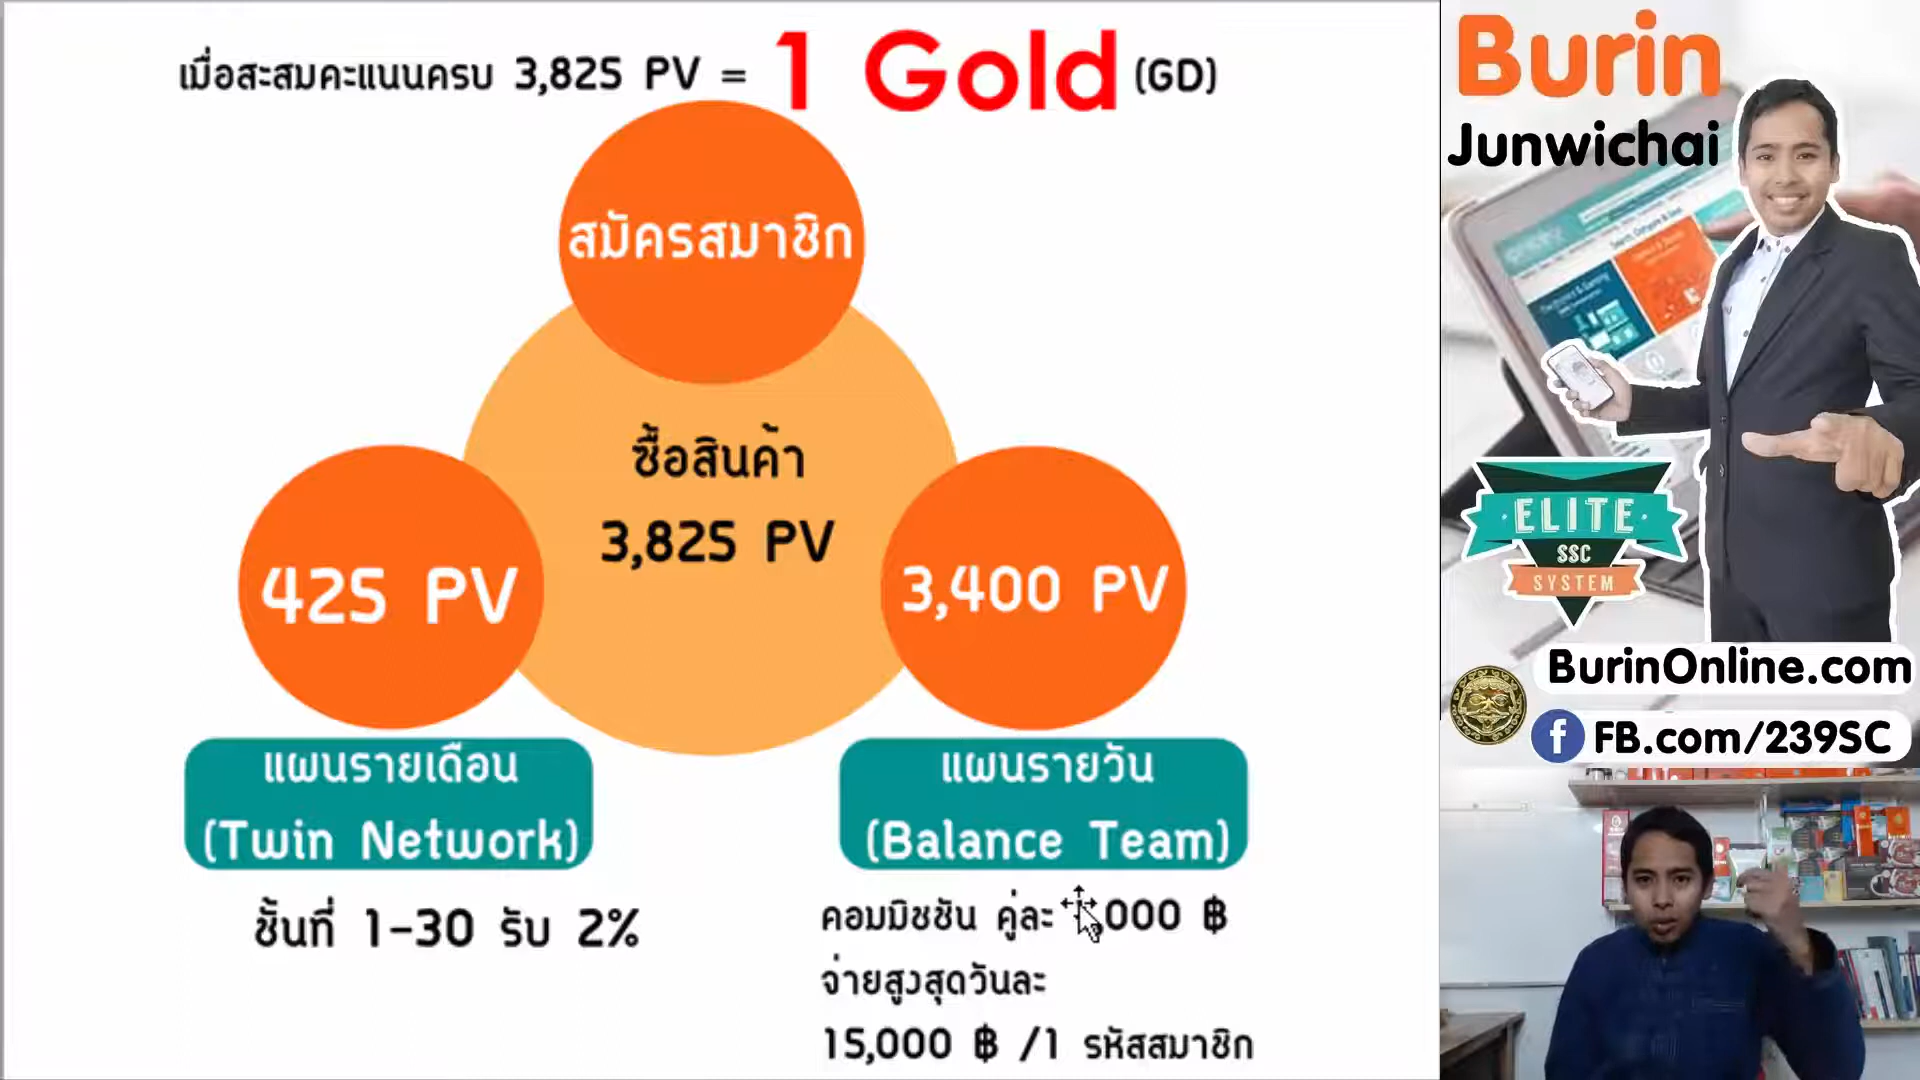 เมื่อสะสมคะแนนครบ 3,825 PV = 1 Gold (GD)
สมัครสมาชิก
ซื้อสินค้า
3,825 PV
425 PV
3,400 PV
แผนรายเดือน
(Twin Network)
แผนรายวัน
(Balance Team)
ชั้นที่ 1-30 รับ 2%
คอมมิชชัน คู่ละ 000 ฿
จ่ายสูงสุดวันละ
15,000 ฿ /1 รหัสสมาชิก
Burin
Junwichai
ELITE
SSC
SYSTEM
BurinOnline.com
f FB.com/239SC